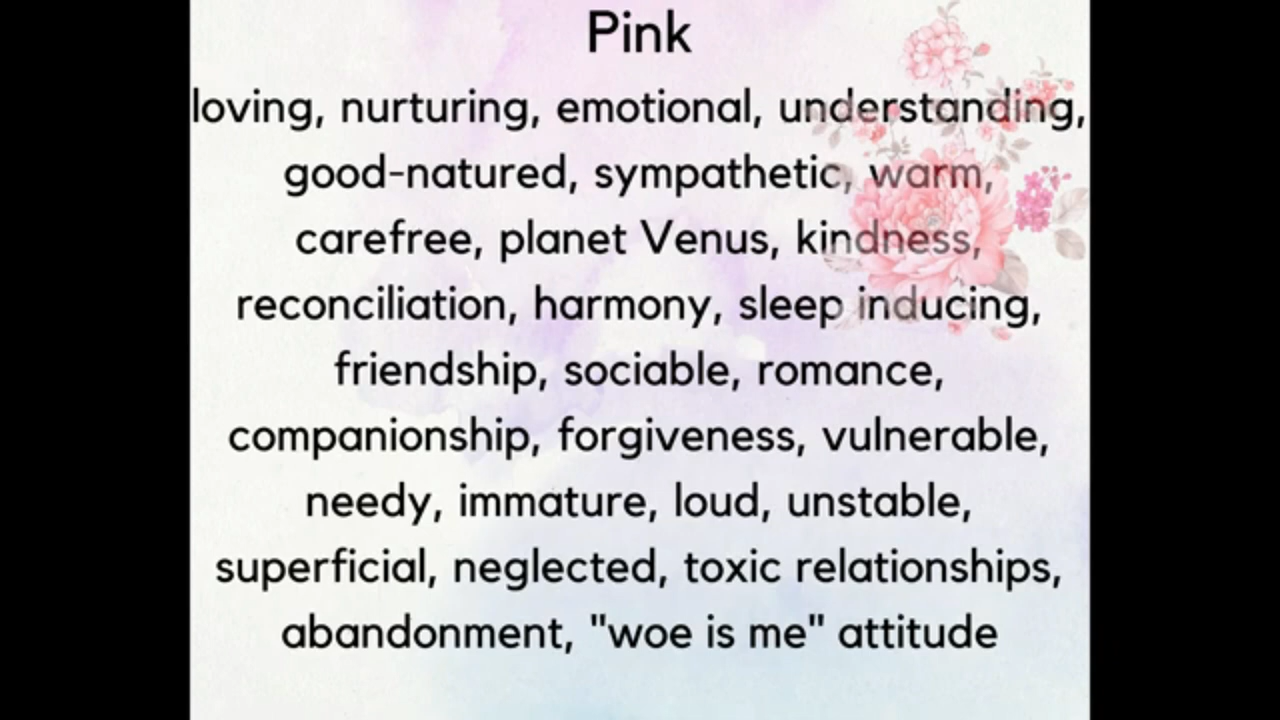 Pink
loving, nurturing, emotional, understanding,
good-natured, sympathetic, warm,
carefree, planet Venus, kindness,
reconciliation, harmony, sleep inducing,
friendship, sociable, romance,
companionship, forgiveness, vulnerable,
needy, immature, loud, unstable,
superficial, neglected, toxic relationships,
abandonment, "woe is me" attitude